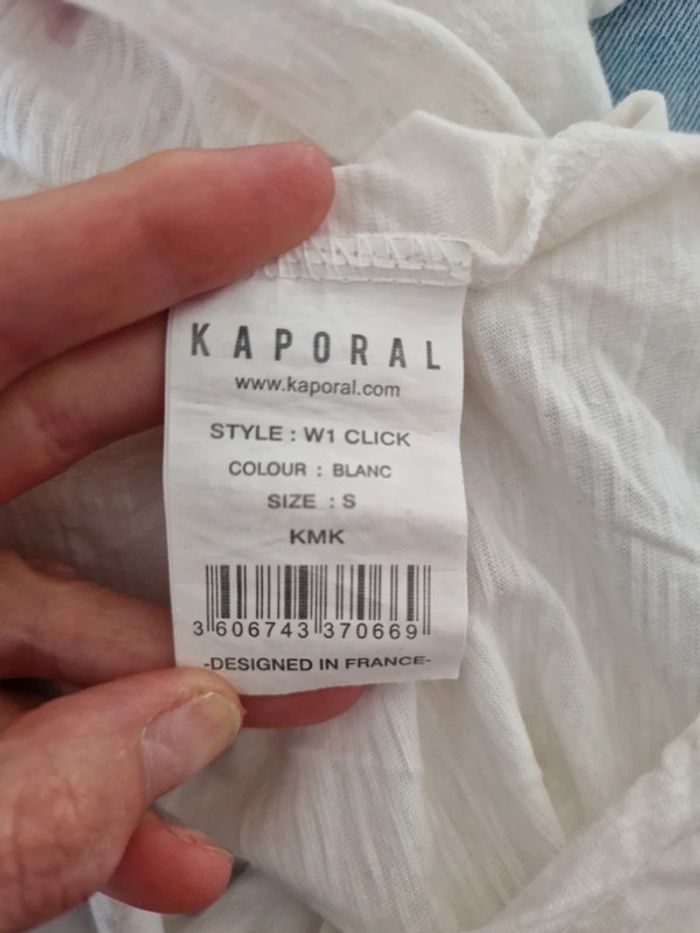 KAPORAL
www.kaporal.com
STYLE : W1 CLICK
COLOUR : BLANC
SIZE : S
KMK
3 606743 370669
-DESIGNED IN FRANCE-